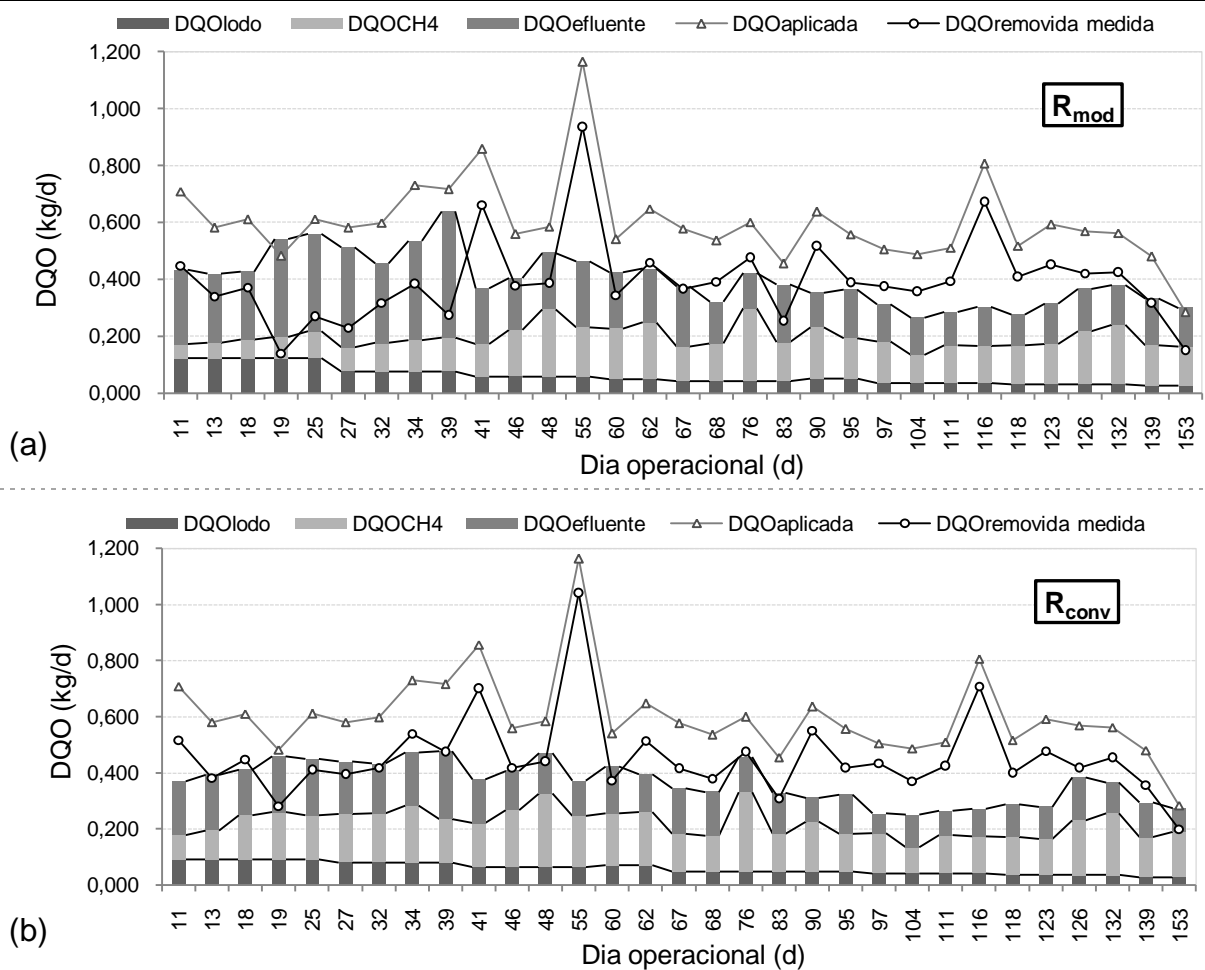 DQOlodo DQOCH4 DQOefluente DQOaplicada DQOremovida medida
1,200
1,000
0,800
0,600
0,400
0,200
0,000
DQO (kg/d)
Rmod
11 13 18 19 25 27 32 34 39 41 46 48 55 60 62 67 68 76 83 90 95 97 104 111 116 118 123 126 132 139 153
(a)
Dia operacional (d)
DQOlodo DQOCH4 DQOefluente DQOaplicada DQOremovida medida
1,200
1,000
0,800
0,600
0,400
0,200
0,000
DQO (kg/d)
Rconv
11 13 18 19 25 27 32 34 39 41 46 48 55 60 62 67 68 76 83 90 95 97 104 111 116 118 123 126 132 139 153
(b)
Dia operacional (d)